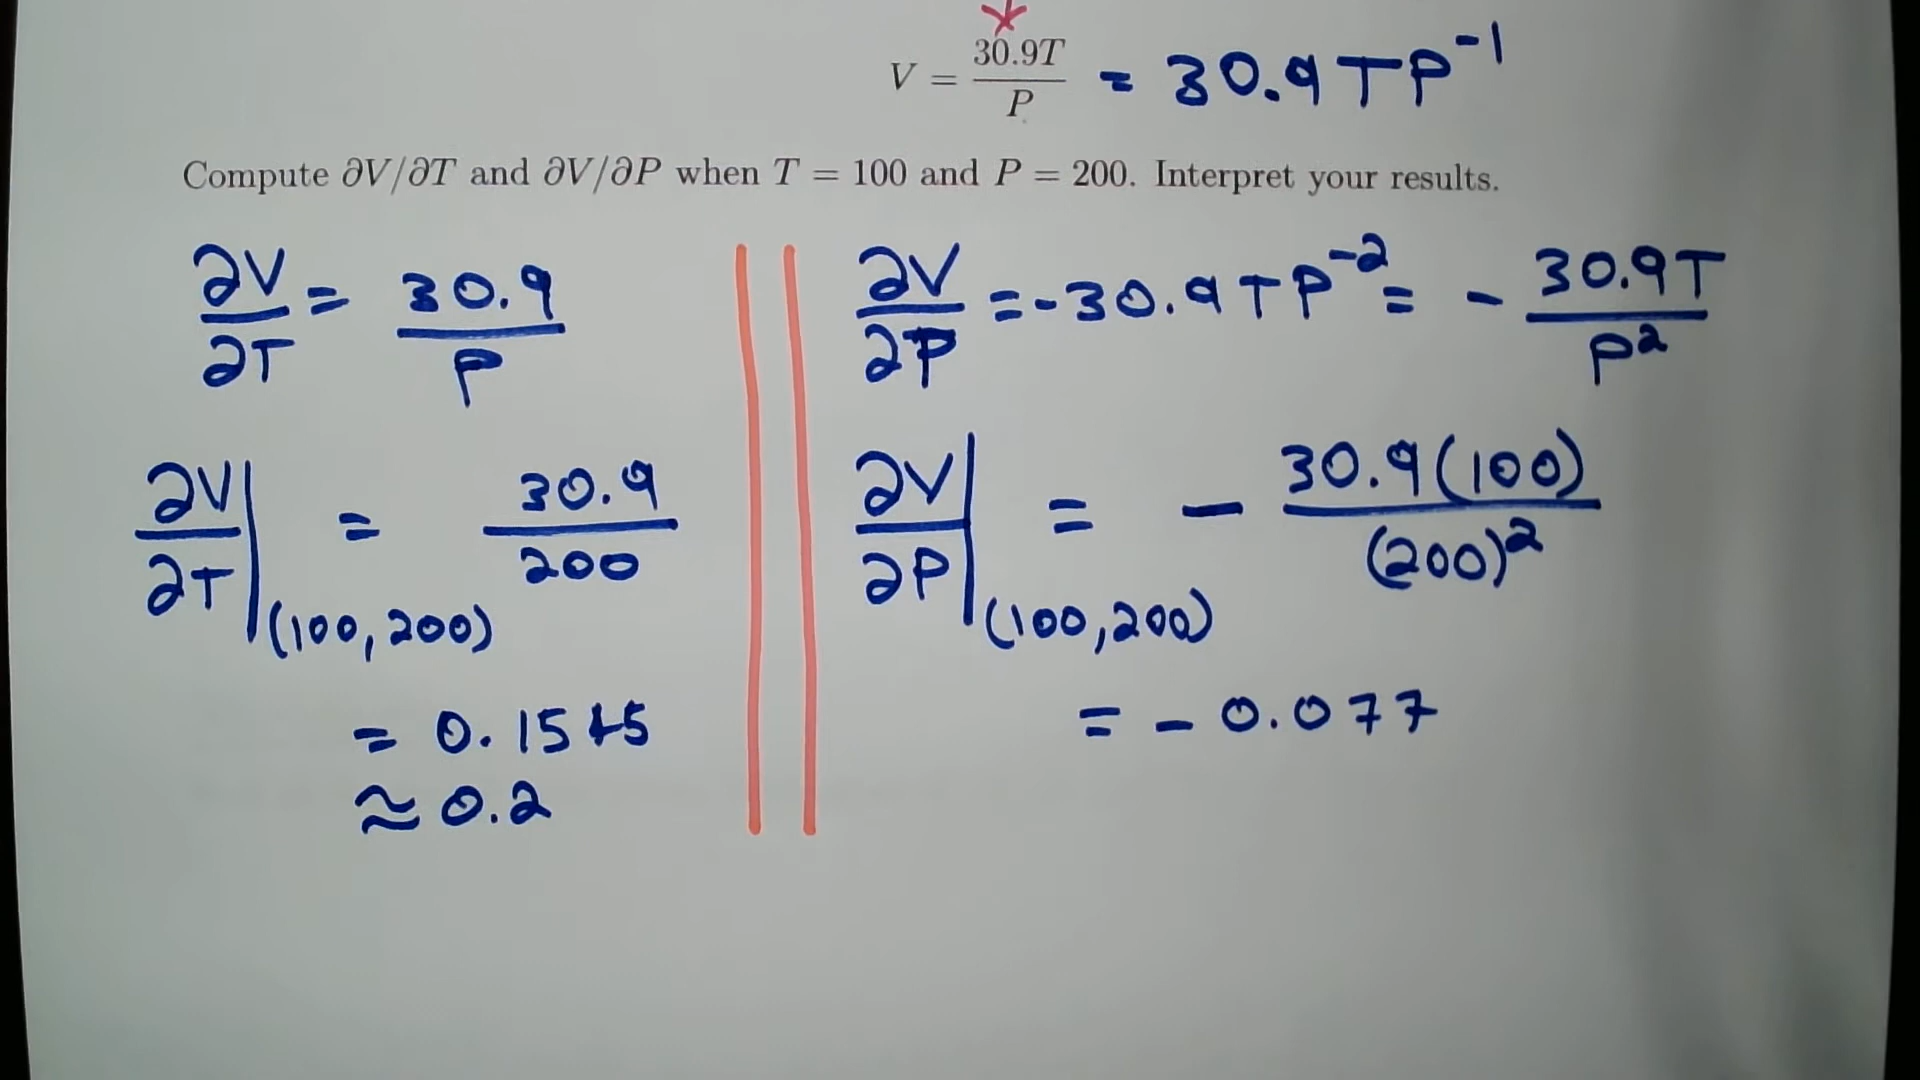 V = 30.9T / P = 30.9TP⁻¹
Compute ∂V/∂T and ∂V/∂P when T = 100 and P = 200. Interpret your results.
∂V/∂T = 30.9/P
∂V/∂T |(100,200) = 30.9/200
= 0.1545
≈ 0.2
∂V/∂P = -30.9TP⁻² = - 30.9T/P²
∂V/∂P |(100,200) = - 30.9(100)/(200)²
= - 0.077